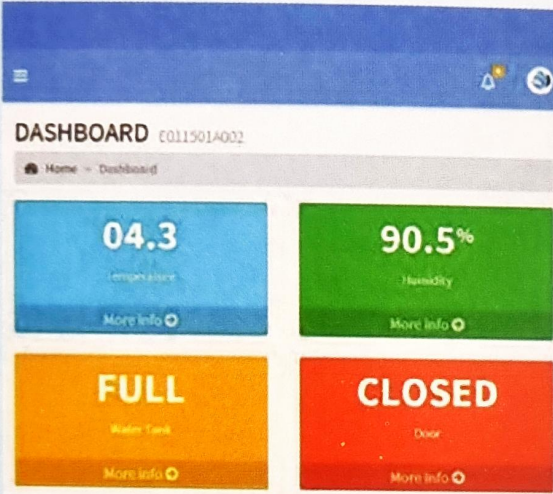 DASHBOARD E011501A002
Home - Dashboard
04.3
Temperature
More info
90.5%
Humidity
More info
FULL
Water Tank
More info
CLOSED
Door
More info